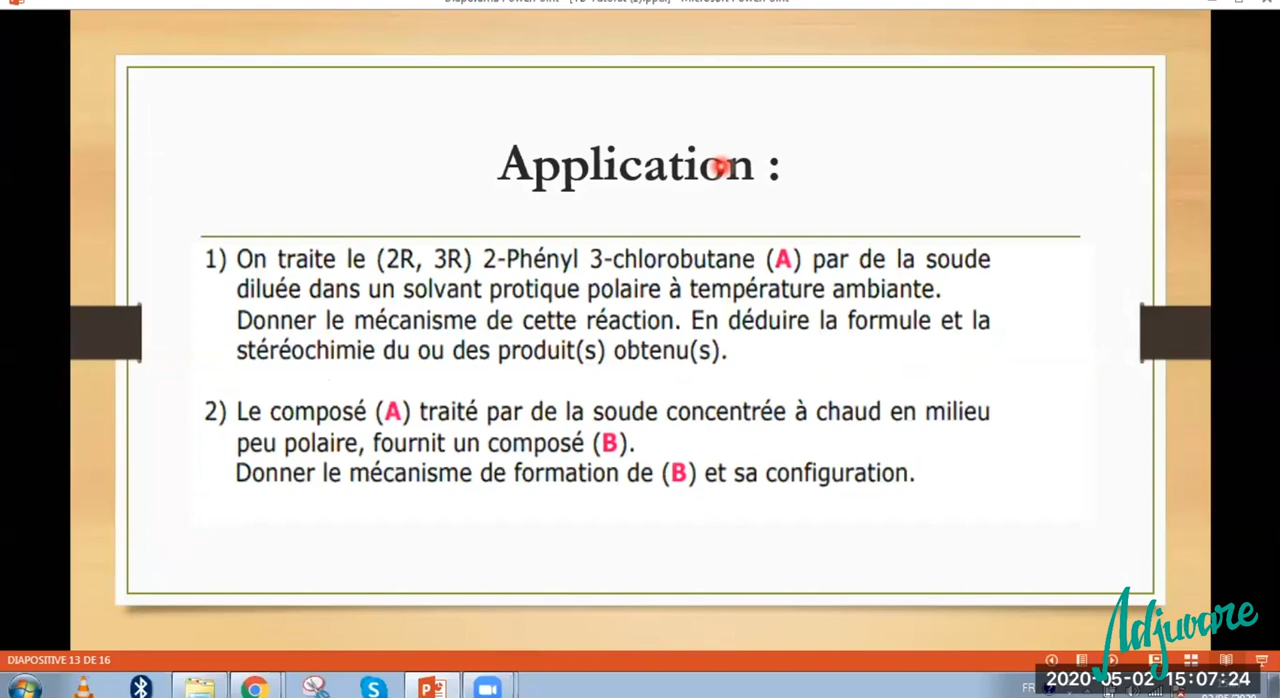 Application :
1) On traite le (2R, 3R) 2-Phényl 3-chlorobutane (A) par de la soude
diluée dans un solvant protique polaire à température ambiante.
Donner le mécanisme de cette réaction. En déduire la formule et la
stéréochimie du ou des produit(s) obtenu(s).
2) Le composé (A) traité par de la soude concentrée à chaud en milieu
peu polaire, fournit un composé (B).
Donner le mécanisme de formation de (B) et sa configuration.
Adjuvare
DIAPOSITIVE 13 DE 16
FR
2020-05-02 15:07:24